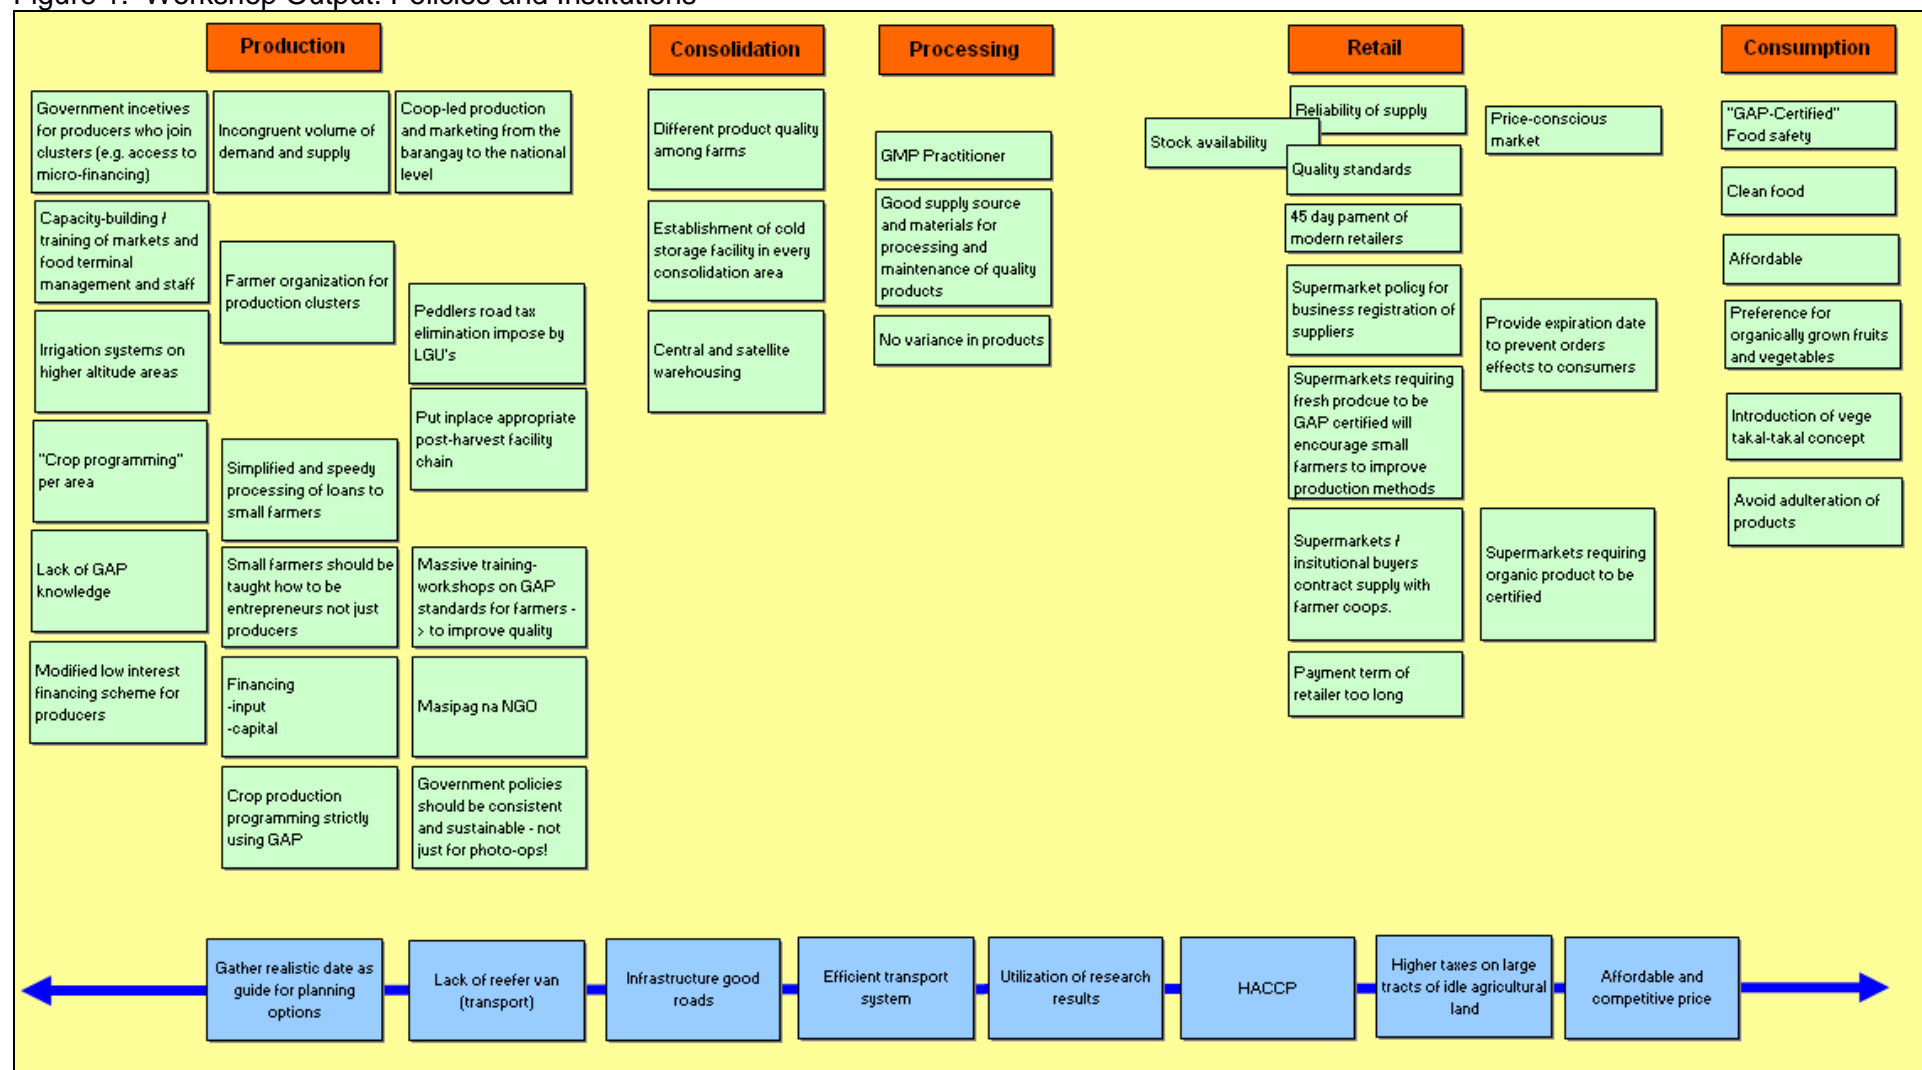 Figure 1: Workshop Output: Policies and Institutions
Production
Consolidation
Processing
Retail
Consumption
Government incetives
for producers who join
clusters (e.g. access to
micro-financing)
Incongruent volume of
demand and supply
Coop-led production
and marketing from the
barangay to the national
level
Capacity-building /
training of markets and
food terminal
management and staff
Farmer organization for
production clusters
Peddlers road tax
elimination impose by
LGU's
Irrigation systems on
higher altitude areas
Put inplace appropriate
post-harvest facility
chain
"Crop programming"
per area
Simplified and speedy
processing of loans to
small farmers
Lack of GAP
knowledge
Small farmers should be
taught how to be
entrepreneurs not just
producers
Massive training-
workshops on GAP
standards for farmers -
> to improve quality
Modified low interest
financing scheme for
producers
Financing
-input
-capital
Masipag na NGO
Crop production
programming strictly
using GAP
Government policies
should be consistent
and sustainable - not
just for photo-ops!
Different product quality
among farms
Establishment of cold
storage facility in every
consolidation area
Central and satellite
warehousing
GMP Practitioner
Good supply source
and materials for
processing and
maintenance of quality
products
No variance in products
Reliability of supply
Stock availability
Quality standards
45 day pament of
modern retailers
Supermarket policy for
business registration of
suppliers
Supermarkets requiring
fresh prodcue to be
GAP certified will
encourage small
farmers to improve
production methods
Supermarkets /
insitutional buyers
contract supply with
farmer coops.
Payment term of
retailer too long
Price-conscious
market
Provide expiration date
to prevent orders
effects to consumers
Supermarkets requiring
organic product to be
certified
"GAP-Certified"
Food safety
Clean food
Affordable
Preference for
organically grown fruits
and vegetables
Introduction of vege
takal-takal concept
Avoid adulteration of
products
Gather realistic date as
guide for planning
options
Lack of reefer van
(transport)
Infrastructure good
roads
Efficient transport
system
Utilization of research
results
HACCP
Higher taxes on large
tracts of idle agricultural
land
Affordable and
competitive price